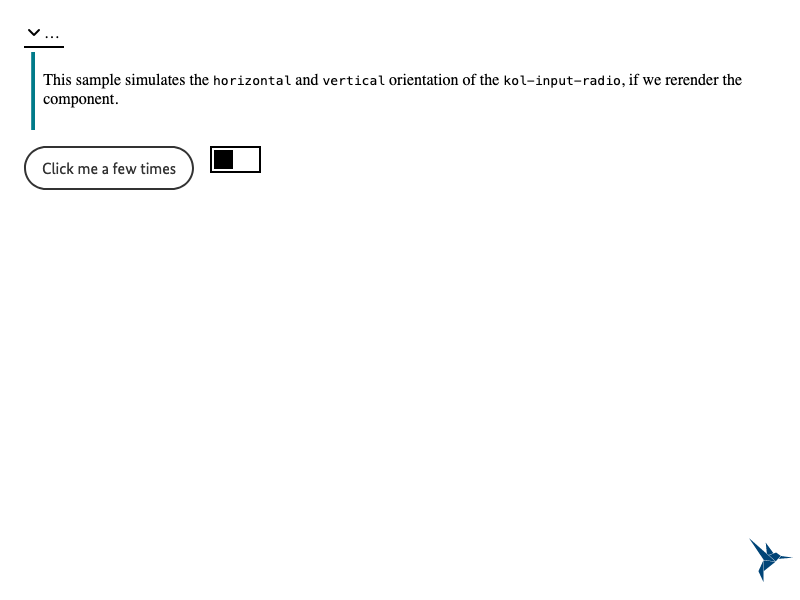 ...
This sample simulates the horizontal and vertical orientation of the kol-input-radio, if we rerender the
component.
Click me a few times